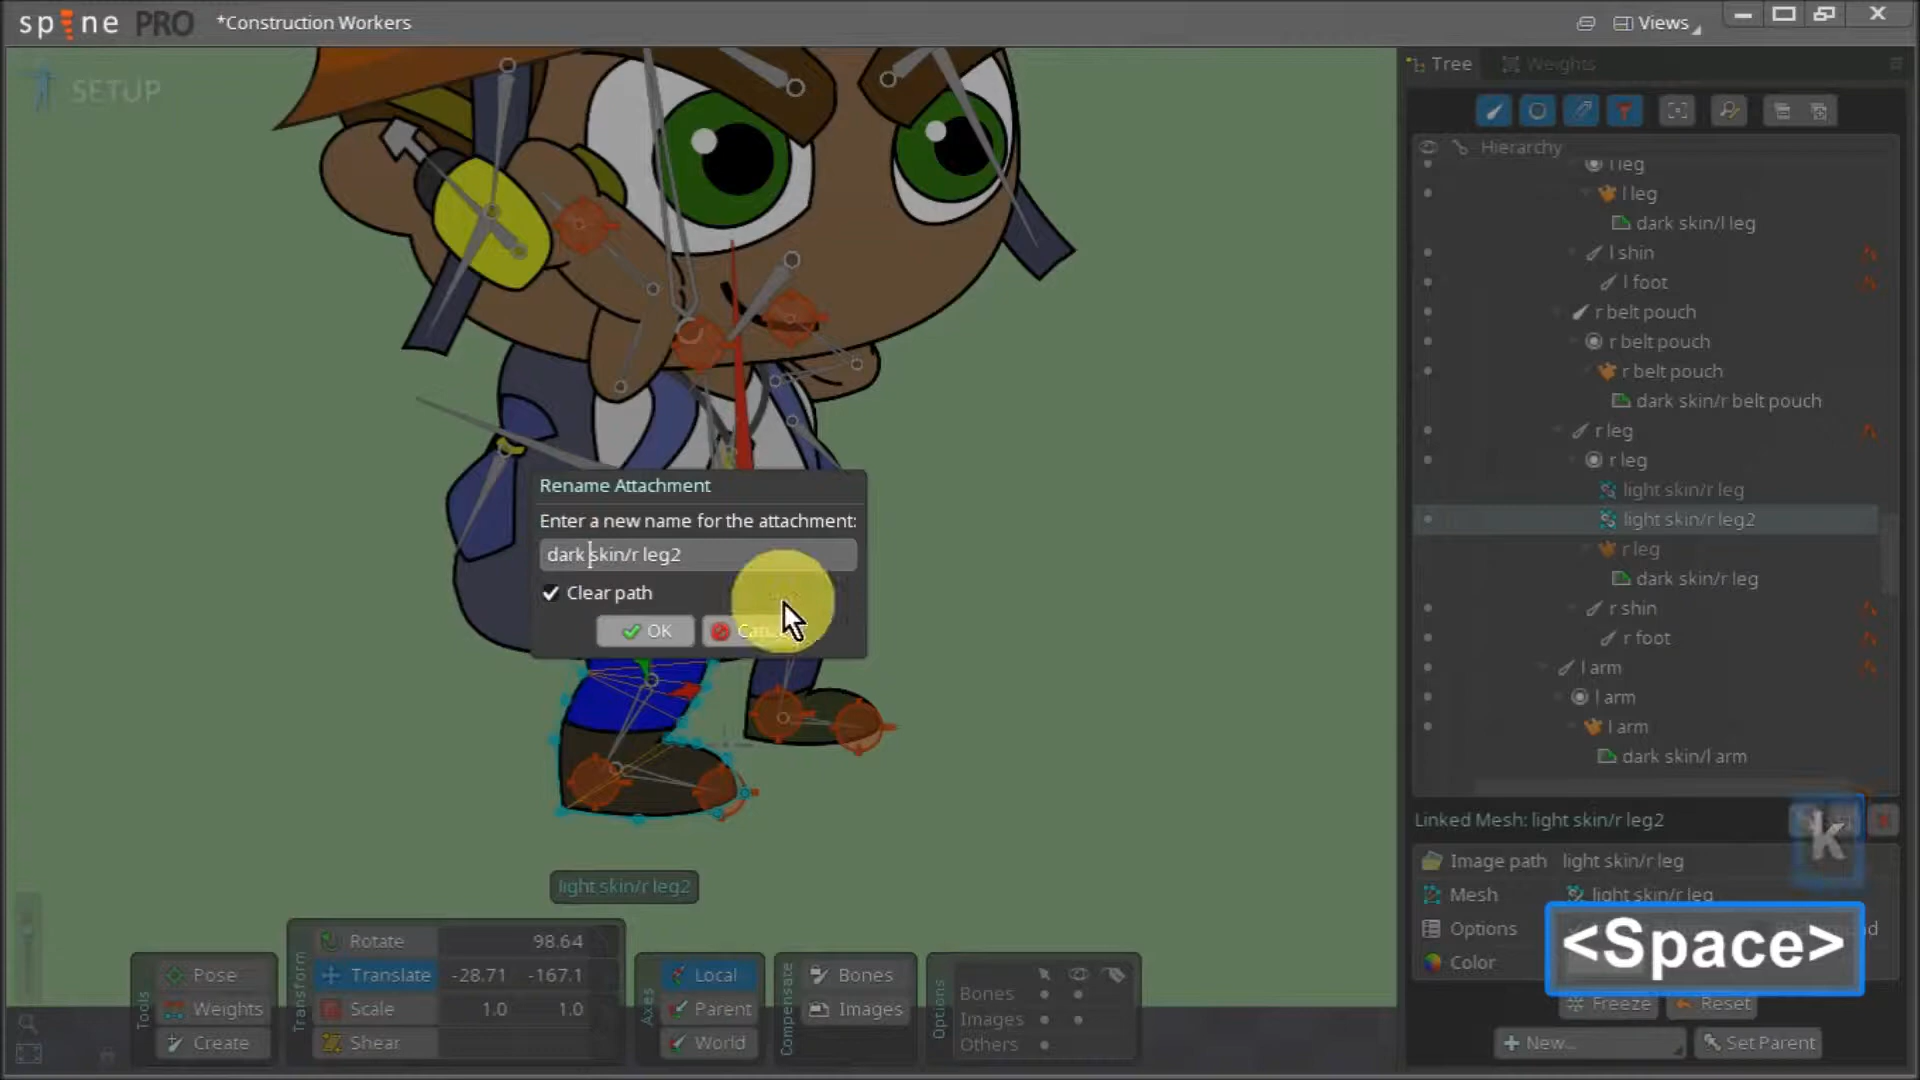 spine PRO *Construction Workers Views
SETUP
Tree Weights
Hierarchy
l leg
l leg
dark skin/l leg
l shin
l foot
r belt pouch
r belt pouch
r belt pouch
dark skin/r belt pouch
r leg
r leg
light skin/r leg
light skin/r leg2
r leg
dark skin/r leg
r shin
r foot
l arm
l arm
l arm
dark skin/l arm
Rename Attachment
Enter a new name for the attachment:
dark skin/r leg2
Clear path
OK
light skin/r leg2
Linked Mesh: light skin/r leg2
k
Image path light skin/r leg
Mesh light skin/r leg
Options
<Space>
Color
Freeze Reset
New... Set Parent
Tools
Pose
Weights
Create
Transform
Rotate 98.64
Translate -28.71 -167.1
Scale 1.0 1.0
Shear
Axes
Local
Parent
World
Compensate
Bones
Images
Options
Bones
Images
Others